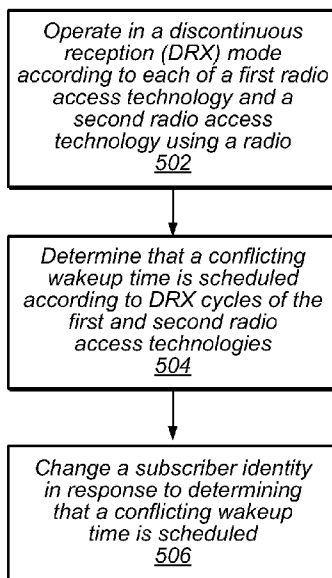 Operate in a discontinuous
reception (DRX) mode
according to each of a first radio
access technology and a
second radio access
technology using a radio
502
Determine that a conflicting
wakeup time is scheduled
according to DRX cycles of the
first and second radio
access technologies
504
Change a subscriber identity
in response to determining
that a conflicting wakeup
time is scheduled
506